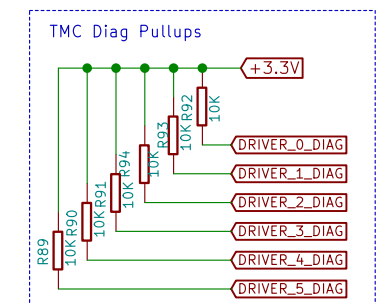 TMC Diag Pullups
+3.3V
R92
10K
DRIVER_0_DIAG
R93
10K
DRIVER_1_DIAG
R94
10K
DRIVER_2_DIAG
R91
10K
DRIVER_3_DIAG
R90
10K
DRIVER_4_DIAG
R89
10K
DRIVER_5_DIAG